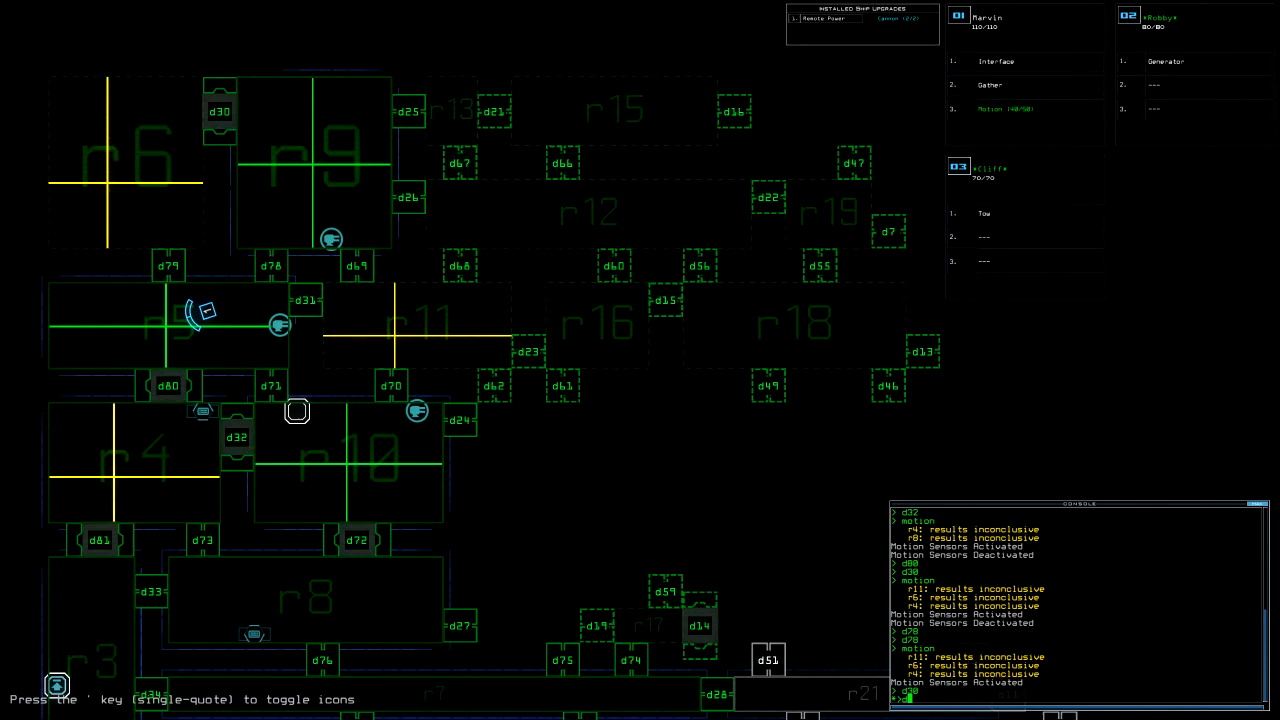 INSTALLED SHIP UPGRADES
1. Remote Power Cannon (2/2)
01 Marvin
110/110
1. Interface
2. Gather
3. Motion (40/50)
02 *Robby*
80/80
1. Generator
2. ---
3. ---
03 *Cliff*
70/70
1. Tow
2. ---
3. ---
r6
d30
r9
d25
r13
d21
r15
d16
d67
d66
d47
d26
r12
d22
r19
d7
d79
d78
d69
d68
d60
d56
d55
r5
1
d31
r11
d23
r16
d15
r18
d13
d80
d71
d70
d62
d61
d49
d46
r4
d32
r10
d24
d81
d73
d72
r3
d33
r8
d27
d59
d19
r17
d14
d76
d75
d74
d51
d34
r7
d28
r21
Press the ' key (single-quote) to toggle icons
CONSOLE
> d32
> motion
r4: results inconclusive
r8: results inconclusive
Motion Sensors Activated
Motion Sensors Deactivated
> d80
> d30
> motion
r11: results inconclusive
r6: results inconclusive
r4: results inconclusive
Motion Sensors Activated
Motion Sensors Deactivated
> d78
> d78
> motion
r11: results inconclusive
r6: results inconclusive
r4: results inconclusive
Motion Sensors Activated
> d30
>d